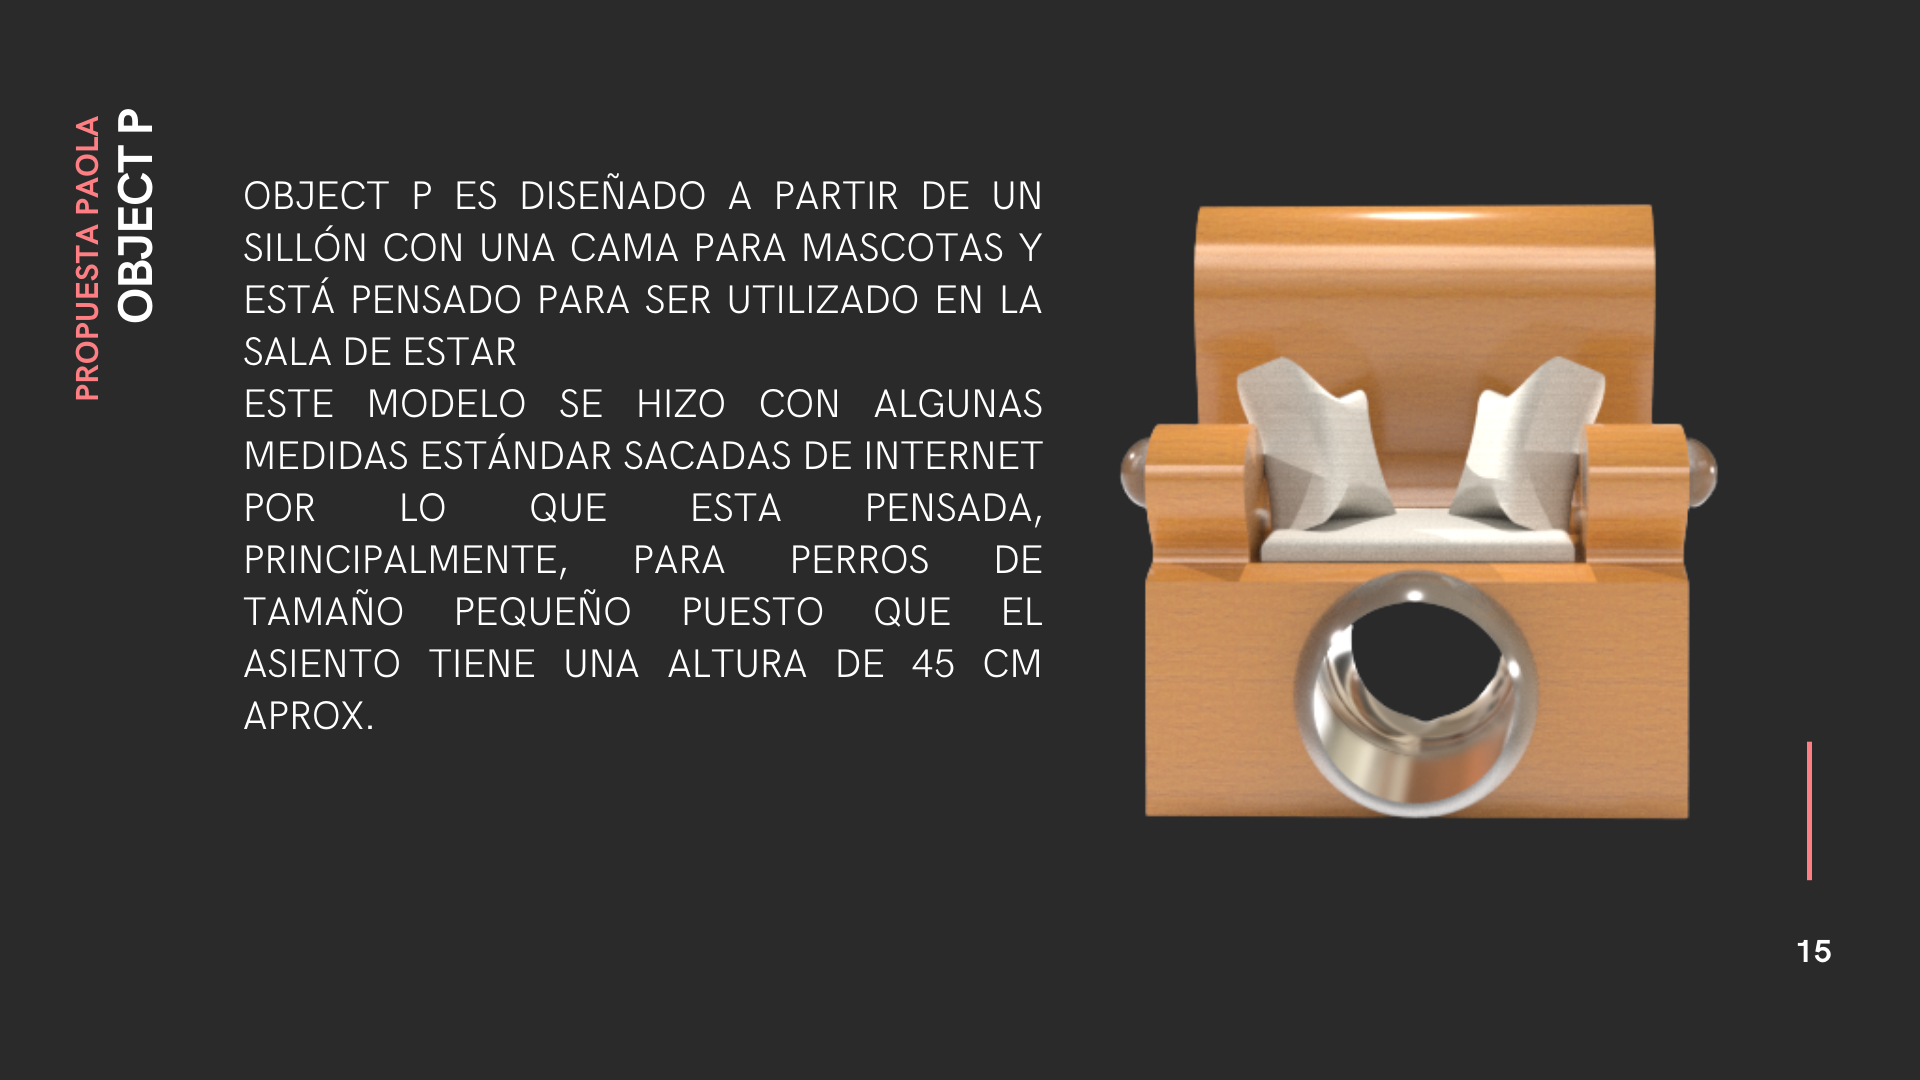 PROPUESTA PAOLA
OBJECT P
OBJECT P ES DISEÑADO A PARTIR DE UN
SILLÓN CON UNA CAMA PARA MASCOTAS Y
ESTÁ PENSADO PARA SER UTILIZADO EN LA
SALA DE ESTAR
ESTE MODELO SE HIZO CON ALGUNAS
MEDIDAS ESTÁNDAR SACADAS DE INTERNET
POR LO QUE ESTA PENSADA,
PRINCIPALMENTE, PARA PERROS DE
TAMAÑO PEQUEÑO PUESTO QUE EL
ASIENTO TIENE UNA ALTURA DE 45 CM
APROX.
15